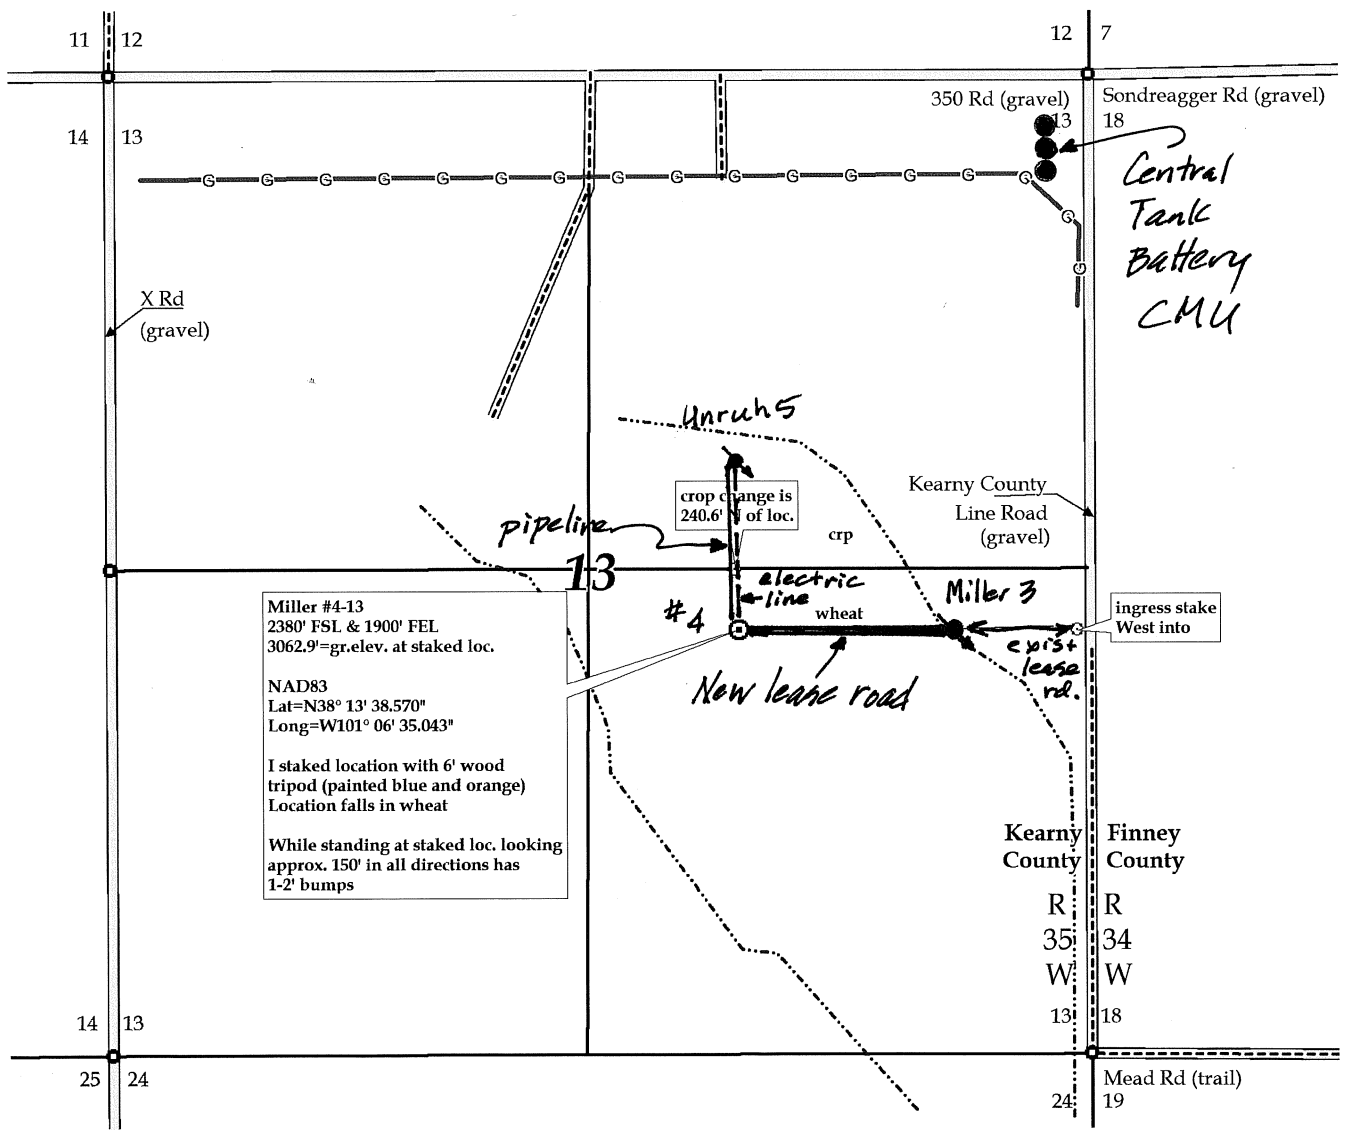 11 12
12 7
350 Rd (gravel)
Sondreagger Rd (gravel)
13 18
14 13
Central
Tank
Battery
CMU
G G G G G G G G G G G G G G G
G
G
X Rd
(gravel)
Unruh 5
crop change is
240.6' N of loc.
Kearny County
Line Road
(gravel)
pipeline
crp
13
electric
line
Miller 3
#4
wheat
ingress stake
West into
exist
lease
rd.
New lease road
Miller #4-13
2380' FSL & 1900' FEL
3062.9'=gr.elev. at staked loc.
NAD83
Lat=N38° 13' 38.570"
Long=W101° 06' 35.043"
I staked location with 6' wood
tripod (painted blue and orange)
Location falls in wheat
While standing at staked loc. looking
approx. 150' in all directions has
1-2' bumps
Kearny
County
Finney
County
R
35
W
R
34
W
14 13
13 18
25 24
Mead Rd (trail)
24 19